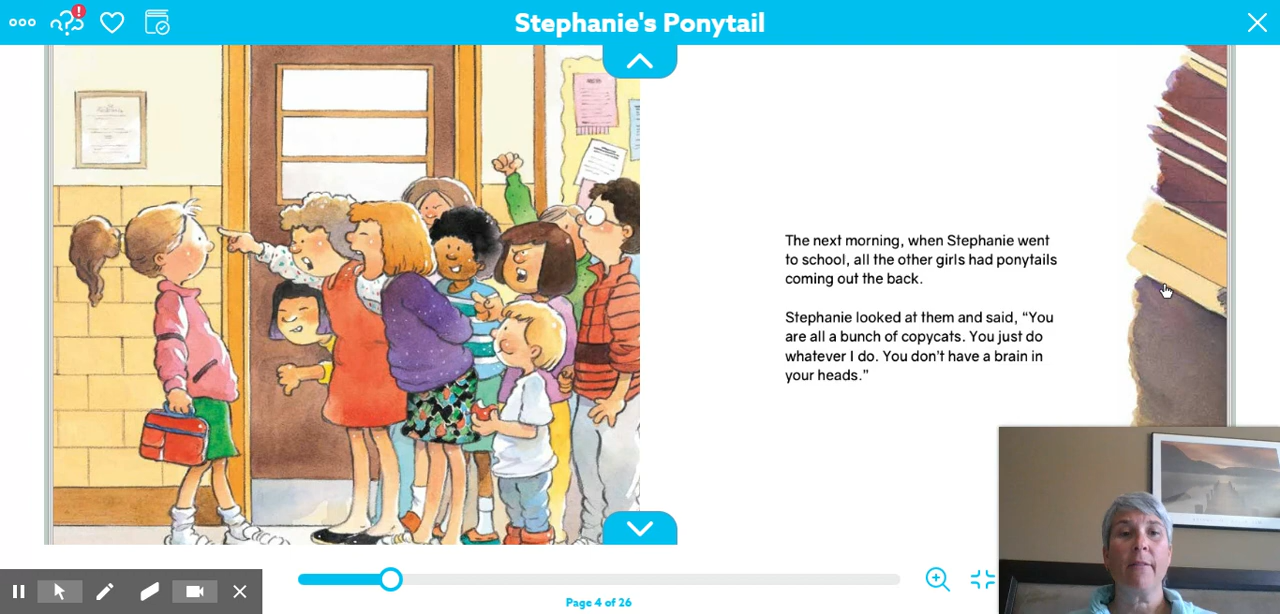 Stephanie's Ponytail
The next morning, when Stephanie went
to school, all the other girls had ponytails
coming out the back.
Stephanie looked at them and said, “You
are all a bunch of copycats. You just do
whatever I do. You don’t have a brain in
your heads.”
Page 4 of 26